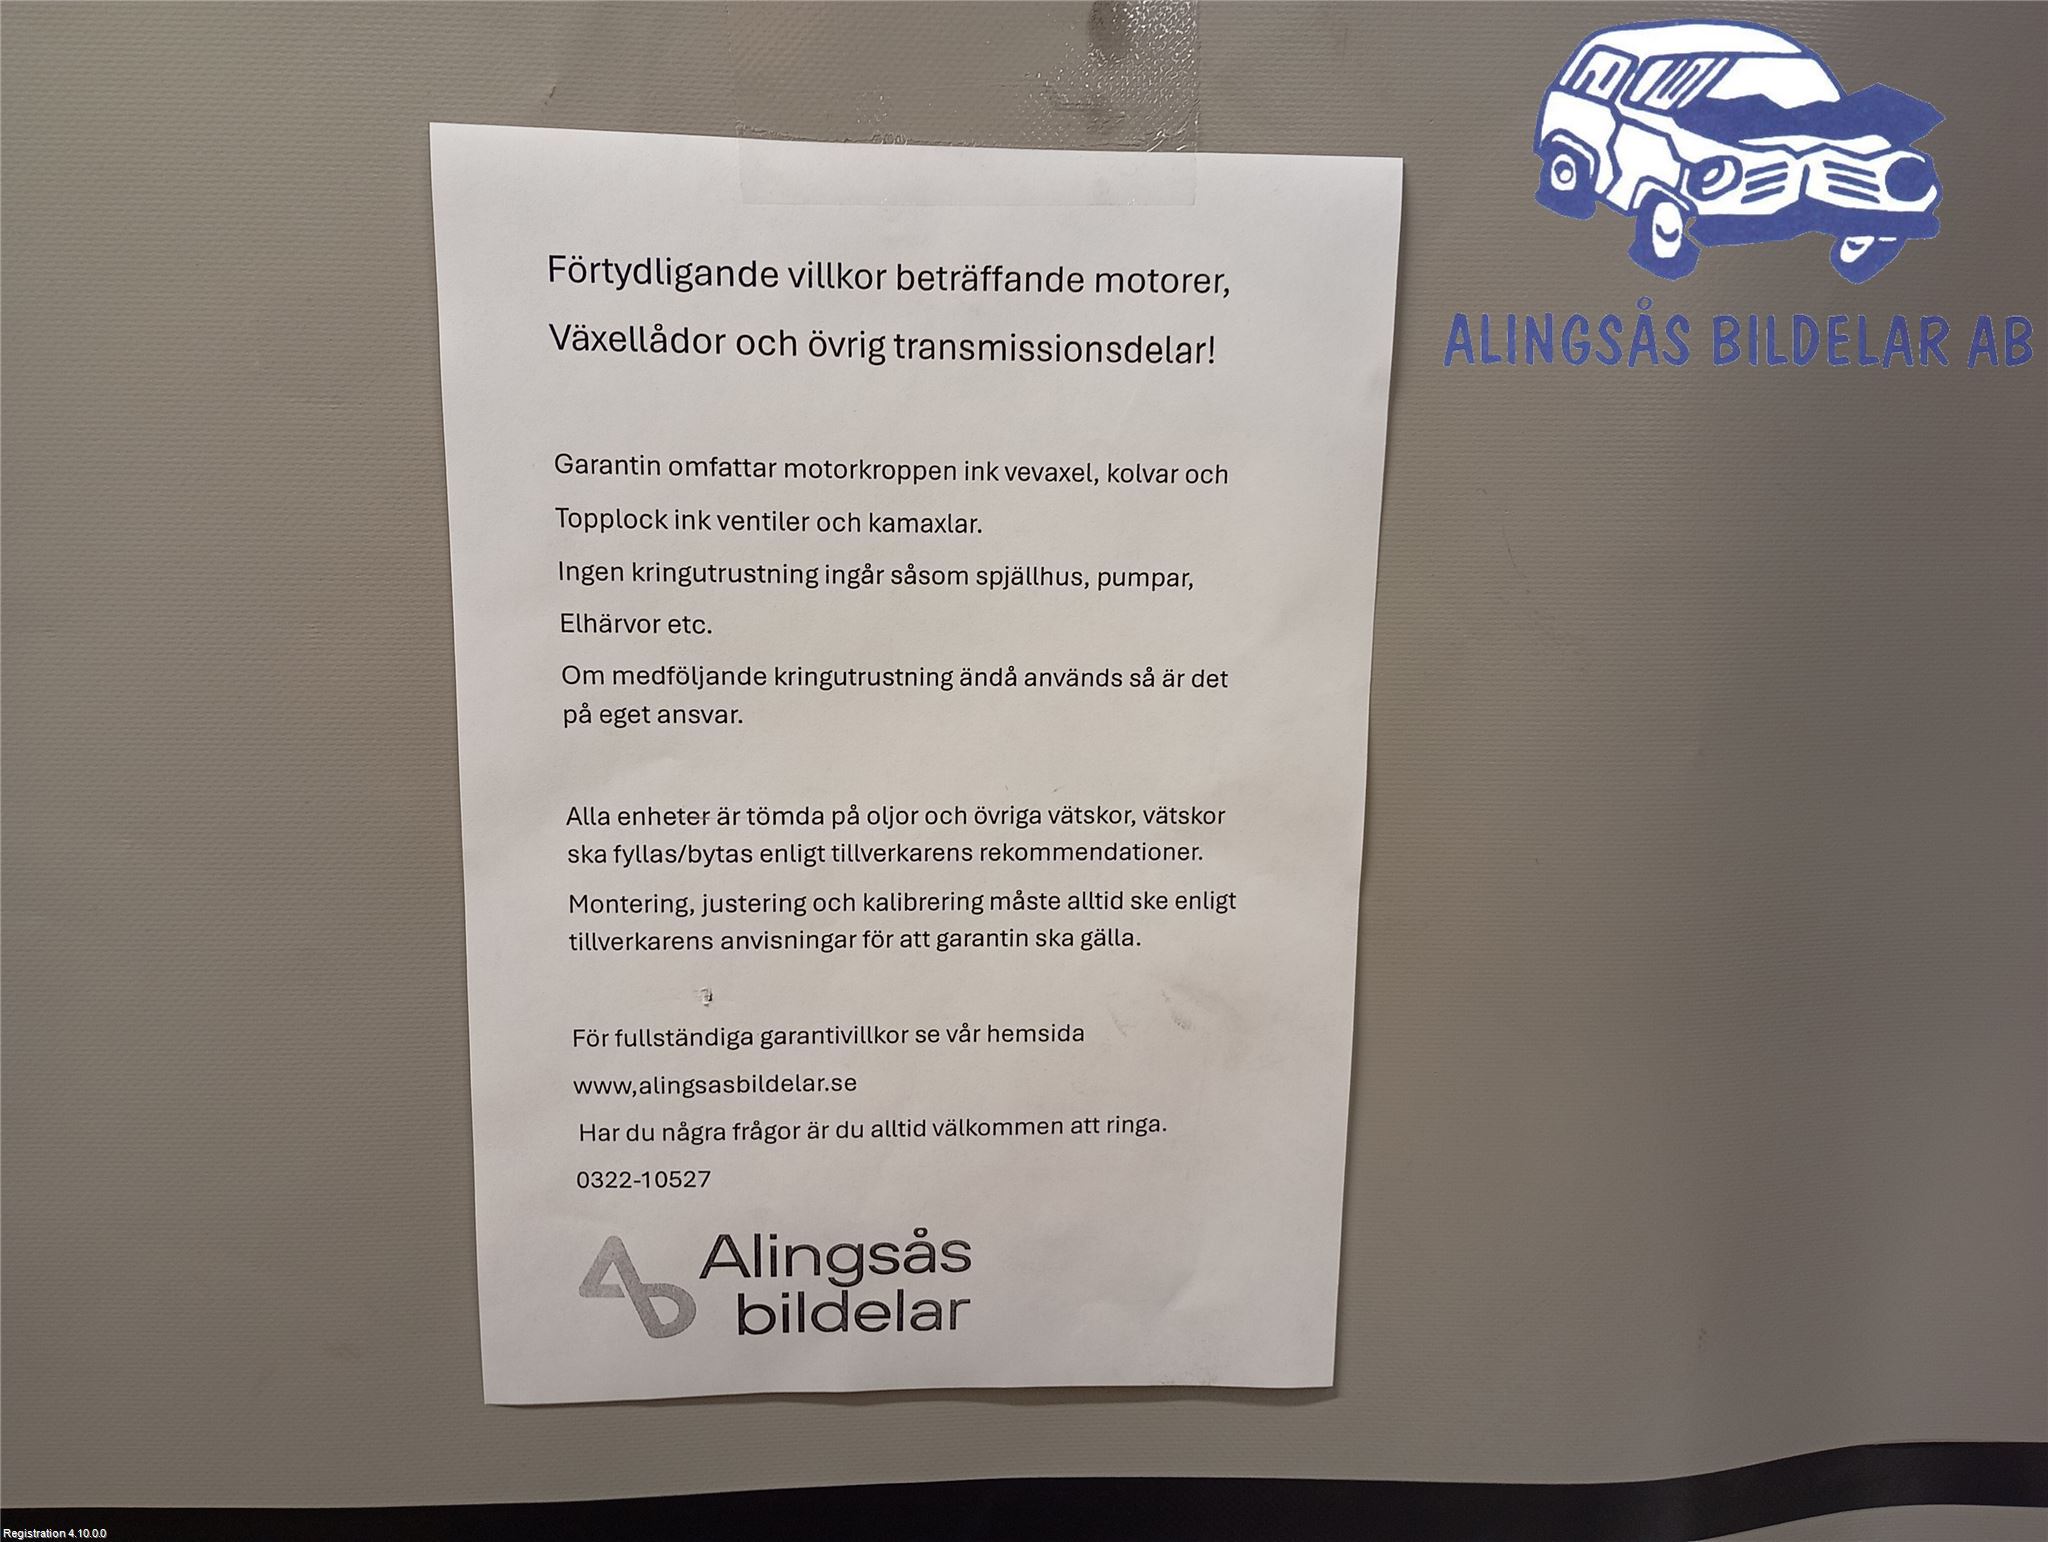 ALINGSÅS BILDELAR AB
Förtydligande villkor beträffande motorer,
Växellådor och övrig transmissionsdelar!
Garantin omfattar motorkroppen ink vevaxel, kolvar och
Topplock ink ventiler och kamaxlar.
Ingen kringutrustning ingår såsom spjällhus, pumpar,
Elhärvor etc.
Om medföljande kringutrustning ändå används så är det
på eget ansvar.
Alla enheter är tömda på oljor och övriga vätskor, vätskor
ska fyllas/bytas enligt tillverkarens rekommendationer.
Montering, justering och kalibrering måste alltid ske enligt
tillverkarens anvisningar för att garantin ska gälla.
För fullständiga garantivillkor se vår hemsida
www,alingsasbildelar.se
Har du några frågor är du alltid välkommen att ringa.
0322-10527
Alingsås
bildelar
Registration 4.10.0.0